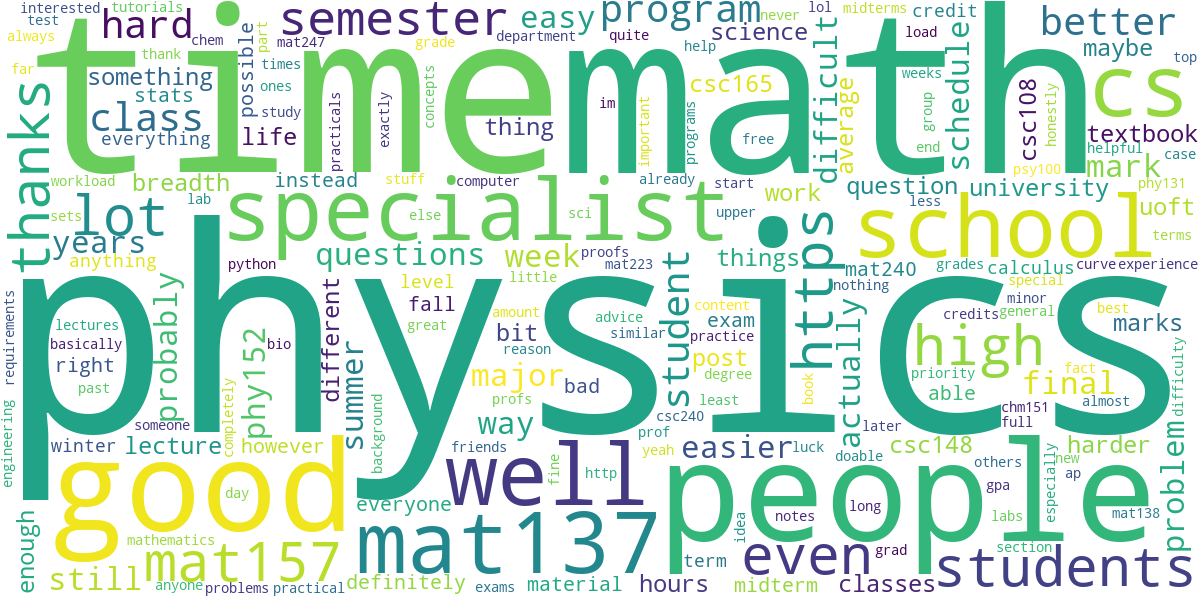 interested
tutorials
hard
semester
program
midterms
lol
never
credit
better
test
always
chem
mat247
part
easy
department
quite
science
load
maybe
top
time
math
thank
grade
help
far
something
possible
times
stats
ones
concepts
csc165
difficult
average
schedule
weeks
cs
thanks
class
study
practicals
exactly
im
important
programs
free
group
csc108
honestly
textbook
everything
life
thing
end
helpful
case
workload
breadth
instead
stuff
computer
already
start
work
question
psy100
mark
phy131
sets
lot
lab
specialist
else
sci
upper
less
university
uoft
years
school
terms
anything
python
questions
week
proofs
mat223
little
student
things
https
mat240
nothing
grades
calculus
curve
experience
physics
requirements
probably
different
level
fall
amount
content
special
minor
general
best
lectures
basically
right
past
phy152
bio
summer
great
bit
reason
advice
similar
exam
practice
post
actually
credits
high
marks
difficulty
major
bad
degree
book
priority
able
final
fact
almost
engineering
someone
completely
background
profs
least
csc240
chm151
full
winter
lecture
however
friends
way
prof
yeah
easier
luck
doable
later
csc148
others
new
harder
ap
problem
good
day
well
fine
http
people
long
notes
gpa
labs
especially
mat138
everyone
enough
mathematics
mat157
mat137
idea
term
even
grad
section
students
still
anyone
problems
practical
definitely
exams
material
hours
midterm
classes